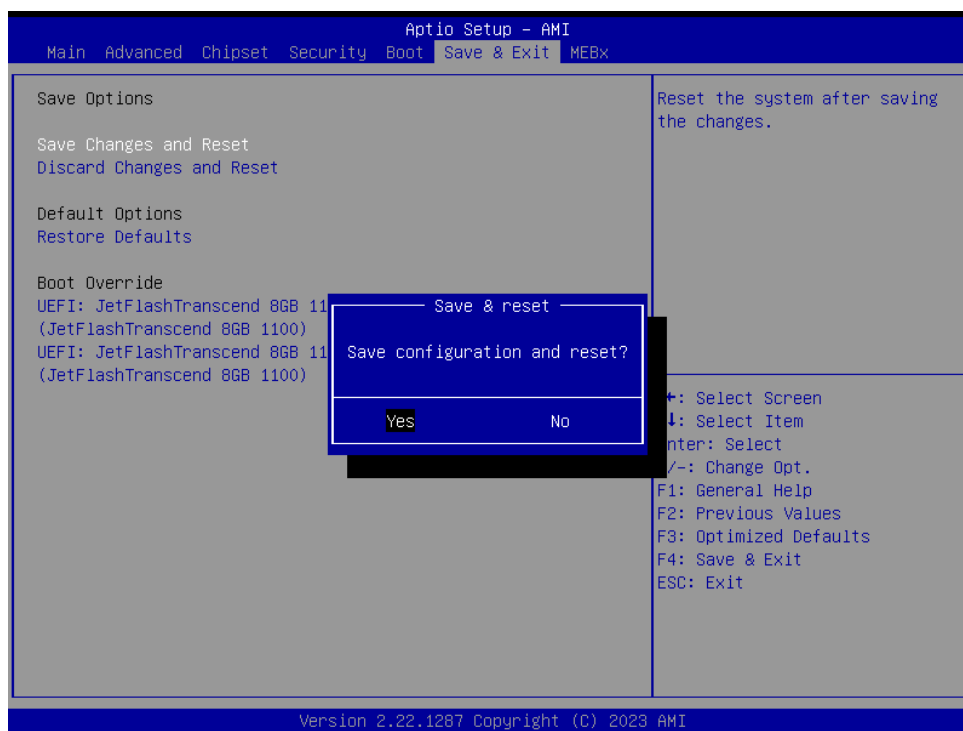 Aptio Setup – AMI
Main Advanced Chipset Security Boot Save & Exit MEBx
Save Options
Save Changes and Reset
Discard Changes and Reset
Default Options
Restore Defaults
Boot Override
UEFI: JetFlashTranscend 8GB 11
(JetFlashTranscend 8GB 1100)
UEFI: JetFlashTranscend 8GB 11
(JetFlashTranscend 8GB 1100)
Save & reset
Save configuration and reset?
Yes No
Reset the system after saving
the changes.
: Select Screen
: Select Item
nter: Select
/-: Change Opt.
F1: General Help
F2: Previous Values
F3: Optimized Defaults
F4: Save & Exit
ESC: Exit
Version 2.22.1287 Copyright (C) 2023 AMI